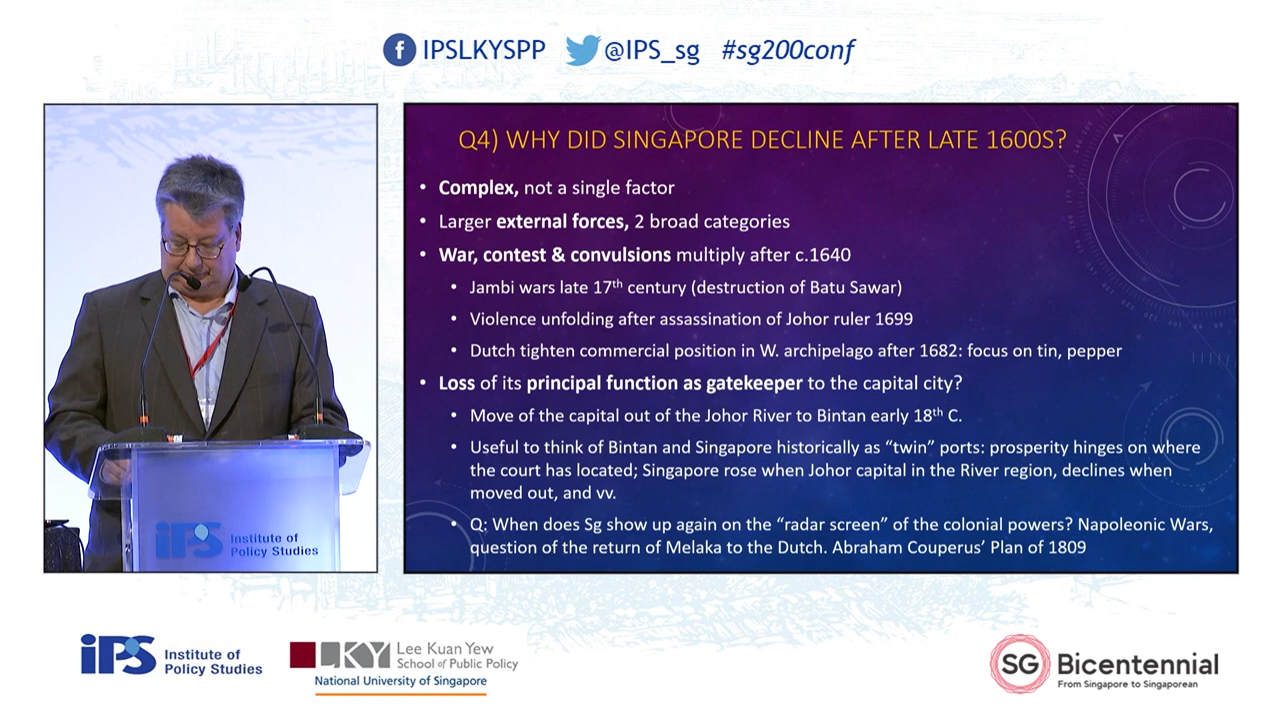 IPSLKYSPP @IPS_sg #sg200conf
Q4) WHY DID SINGAPORE DECLINE AFTER LATE 1600S?
• Complex, not a single factor
• Larger external forces, 2 broad categories
• War, contest & convulsions multiply after c.1640
• Jambi wars late 17th century (destruction of Batu Sawar)
• Violence unfolding after assassination of Johor ruler 1699
• Dutch tighten commercial position in W. archipelago after 1682: focus on tin, pepper
• Loss of its principal function as gatekeeper to the capital city?
• Move of the capital out of the Johor River to Bintan early 18th C.
• Useful to think of Bintan and Singapore historically as “twin” ports: prosperity hinges on where
the court has located; Singapore rose when Johor capital in the River region, declines when
moved out, and vv.
• Q: When does Sg show up again on the “radar screen” of the colonial powers? Napoleonic Wars,
question of the return of Melaka to the Dutch. Abraham Couperus’ Plan of 1809
iPS Institute of
Policy Studies
iPS Institute of
Policy Studies
LKY Lee Kuan Yew
School of Public Policy
National University of Singapore
SG Bicentennial
From Singapore to Singaporean